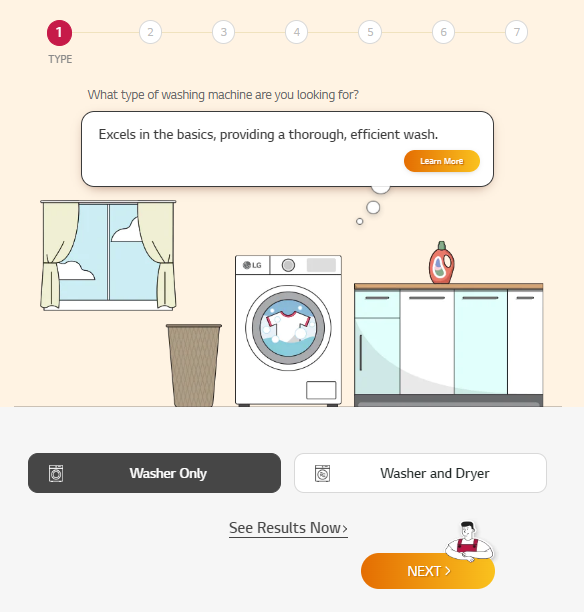 1 2 3 4 5 6 7
TYPE
What type of washing machine are you looking for?
Excels in the basics, providing a thorough, efficient wash.
Learn More
LG
Washer Only
Washer and Dryer
See Results Now>
NEXT >